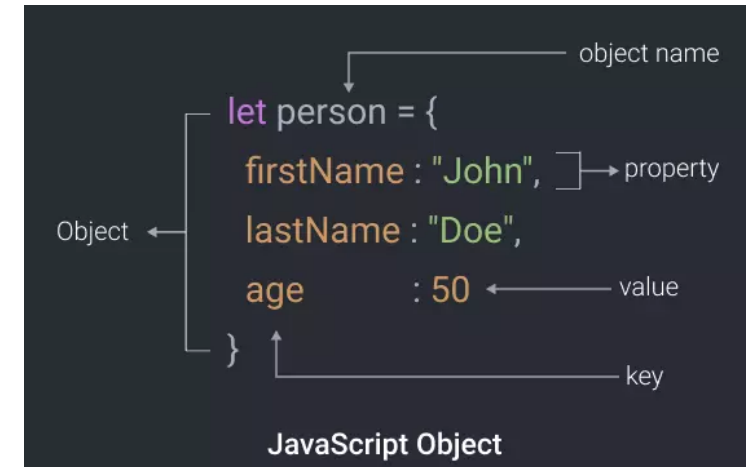 object name
let person = {
firstName : "John", property
Object
lastName : "Doe",
age : 50 value
}
key
JavaScript Object